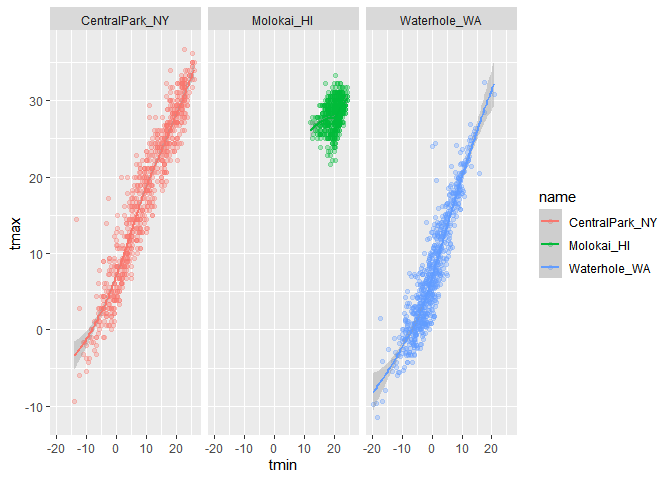 CentralPark_NY Molokai_HI Waterhole_WA
30
20
10
0
-10
tmax
-20 -10 0 10 20 -20 -10 0 10 20 -20 -10 0 10 20
tmin
name
CentralPark_NY
Molokai_HI
Waterhole_WA